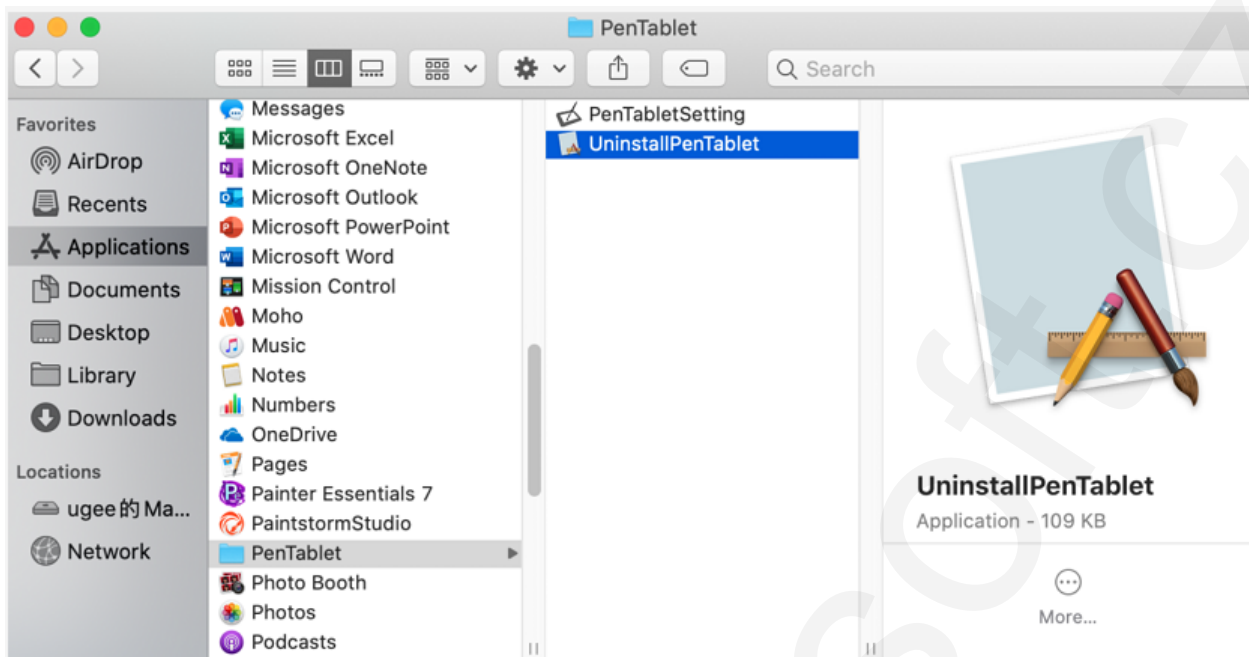 PenTablet
Search
Favorites
AirDrop
Recents
Applications
Documents
Desktop
Library
Downloads
Locations
ugee的 Ma...
Network
Messages
Microsoft Excel
Microsoft OneNote
Microsoft Outlook
Microsoft PowerPoint
Microsoft Word
Mission Control
Moho
Music
Notes
Numbers
OneDrive
Pages
Painter Essentials 7
PaintstormStudio
PenTablet
Photo Booth
Photos
Podcasts
PenTabletSetting
UninstallPenTablet
UninstallPenTablet
Application - 109 KB
More...
soft.c